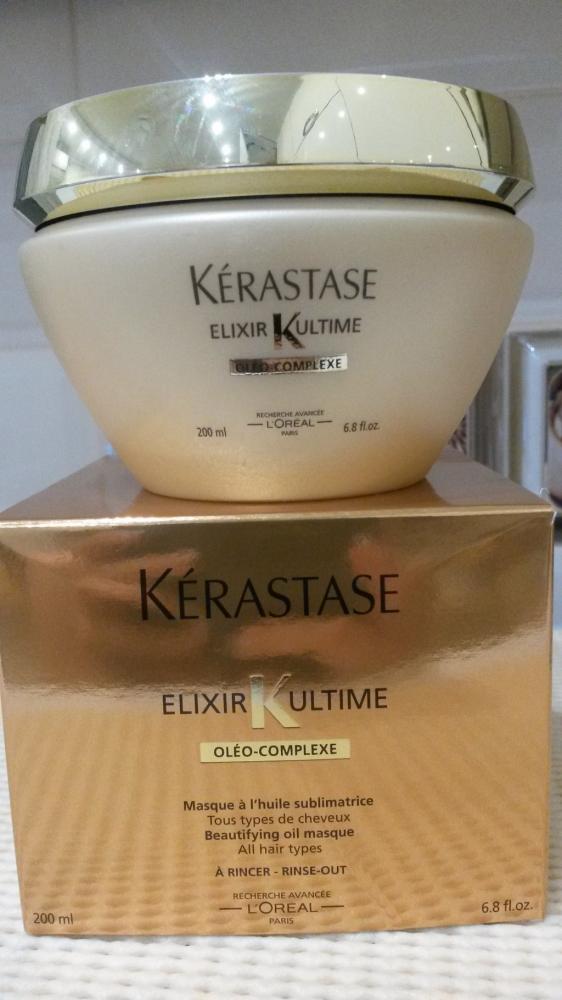 KÉRASTASE
ELIXIR K ULTIME
OLÉO-COMPLEXE
RECHERCHE AVANCÉE
L'ORÉAL
PARIS
200 ml
6.8 fl.oz.
KÉRASTASE
ELIXIR K ULTIME
OLÉO-COMPLEXE
Masque à l'huile sublimatrice
Tous types de cheveux
Beautifying oil masque
All hair types
À RINCER - RINSE-OUT
RECHERCHE AVANCÉE
L'ORÉAL
PARIS
200 ml
6.8 fl.oz.